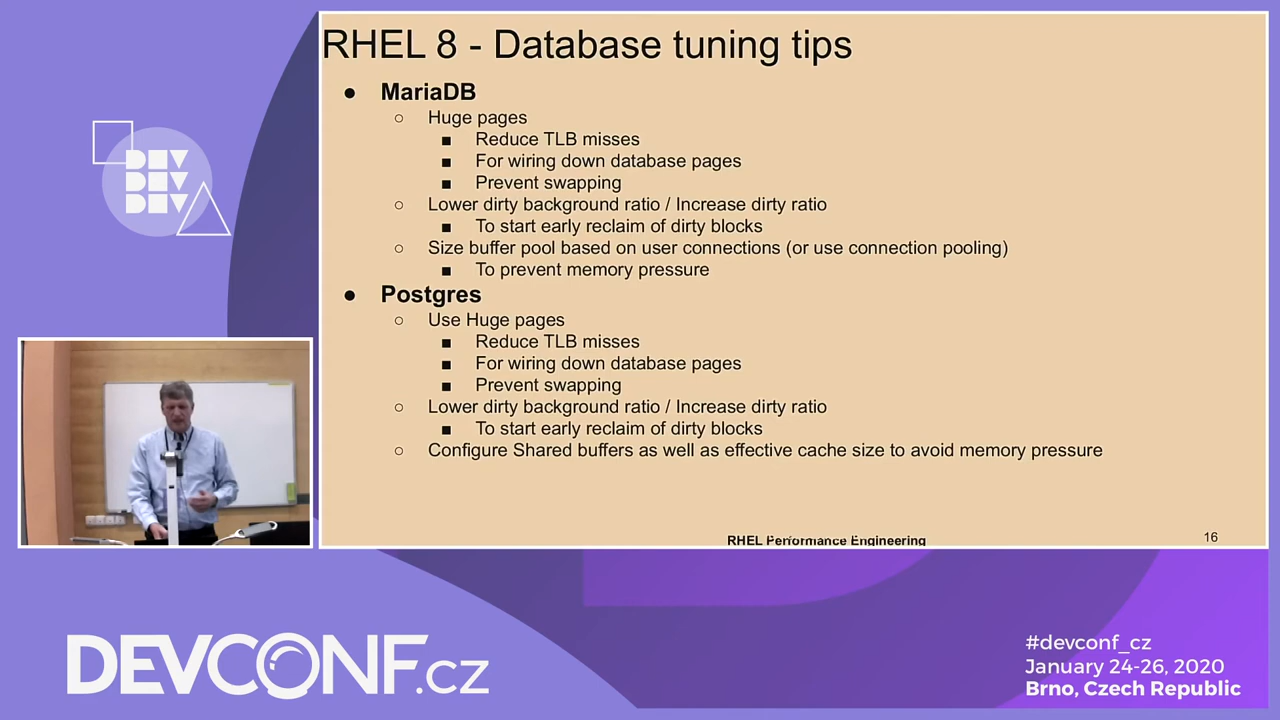 RHEL 8 - Database tuning tips
● MariaDB
○ Huge pages
■ Reduce TLB misses
■ For wiring down database pages
■ Prevent swapping
○ Lower dirty background ratio / Increase dirty ratio
■ To start early reclaim of dirty blocks
○ Size buffer pool based on user connections (or use connection pooling)
■ To prevent memory pressure
● Postgres
○ Use Huge pages
■ Reduce TLB misses
■ For wiring down database pages
■ Prevent swapping
○ Lower dirty background ratio / Increase dirty ratio
■ To start early reclaim of dirty blocks
○ Configure Shared buffers as well as effective cache size to avoid memory pressure
RHEL Performance Engineering
16
DEV
DEV
DEV
DEVCONF.cz
#devconf_cz
January 24-26, 2020
Brno, Czech Republic